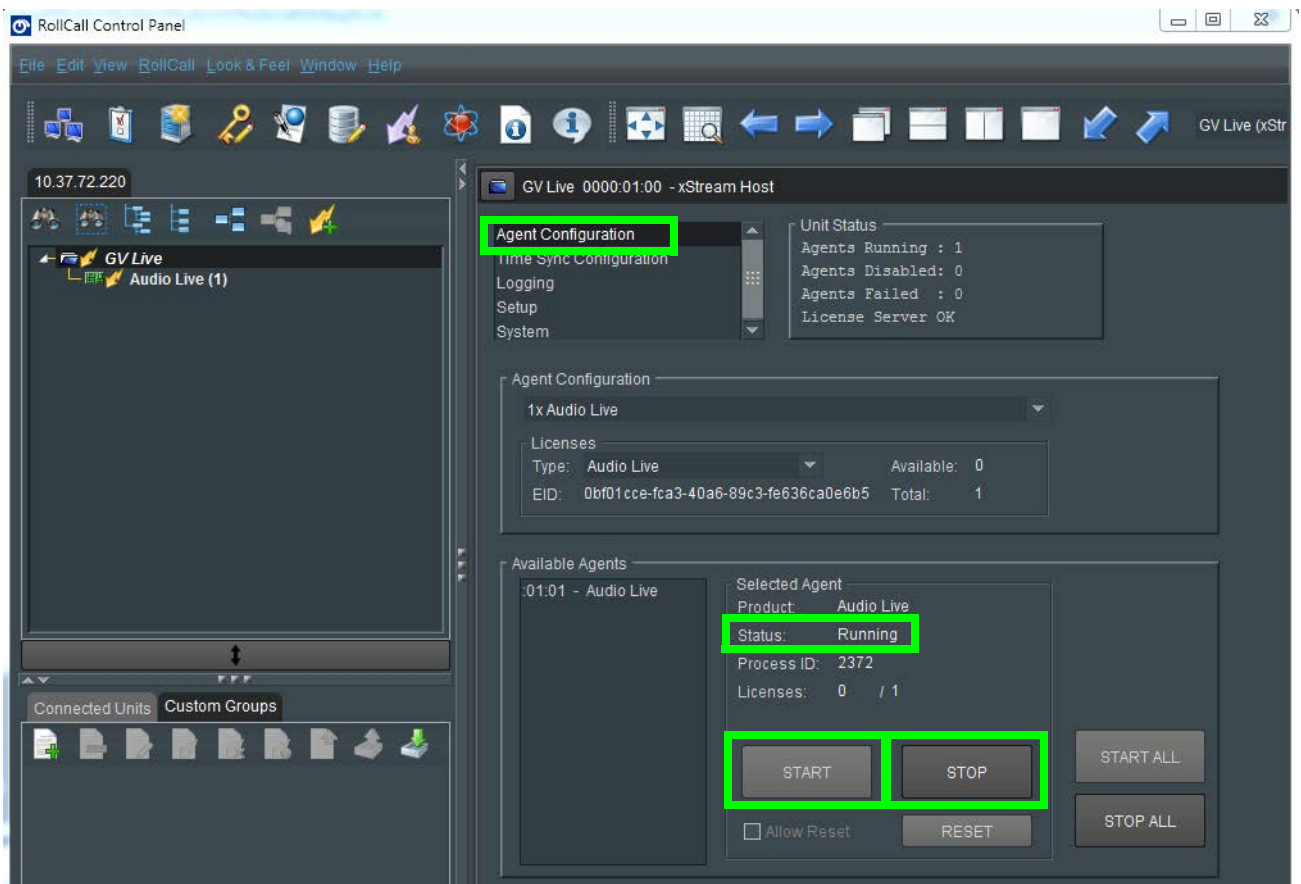 RollCall Control Panel
File Edit View RollCall Look & Feel Window Help
GV Live (xStr
10.37.72.220
GV Live
Audio Live (1)
GV Live 0000:01:00 - xStream Host
Agent Configuration
Time Sync Configuration
Logging
Setup
System
Unit Status
Agents Running : 1
Agents Disabled: 0
Agents Failed : 0
License Server OK
Agent Configuration
1x Audio Live
Licenses
Type: Audio Live Available: 0
EID: 0bf01cce-fca3-40a6-89c3-fe636ca0e6b5 Total: 1
Available Agents
:01:01 - Audio Live
Selected Agent
Product: Audio Live
Status: Running
Process ID: 2372
Licenses: 0 / 1
START STOP START ALL
Allow Reset RESET STOP ALL
Connected Units Custom Groups